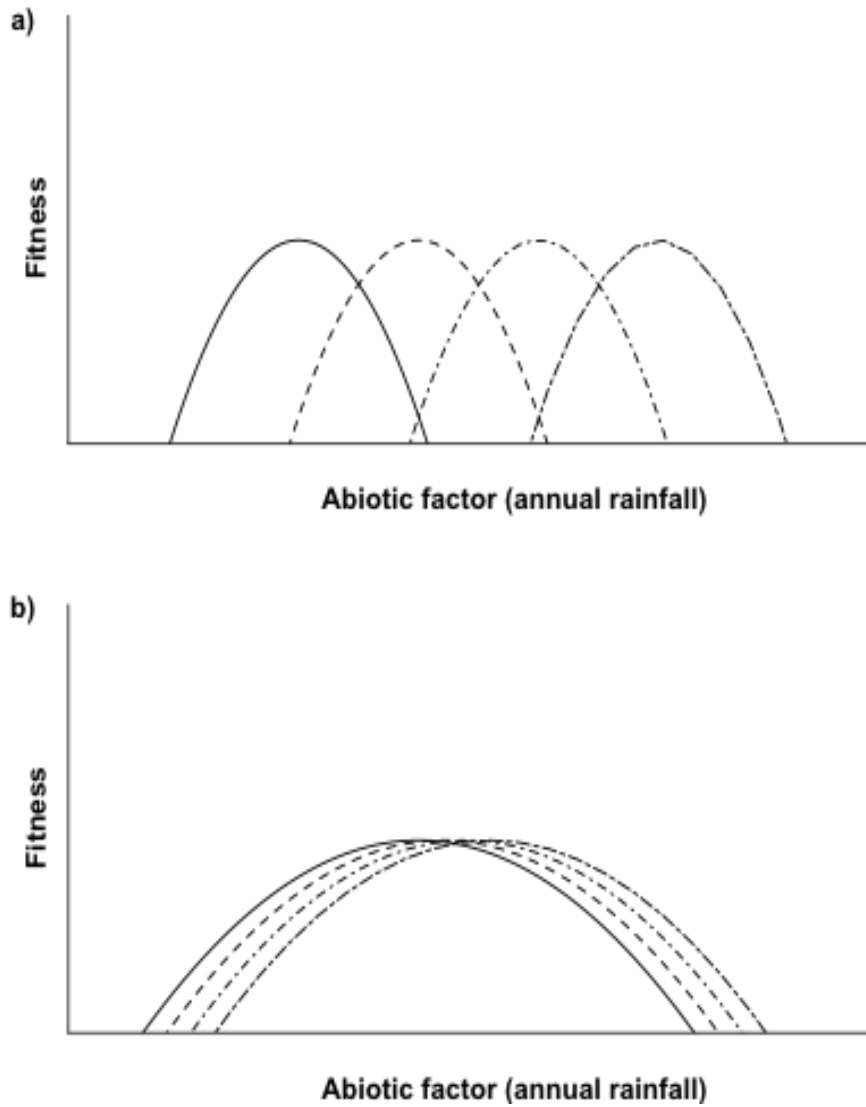 a)
Fitness
Abiotic factor (annual rainfall)
b)
Fitness
Abiotic factor (annual rainfall)